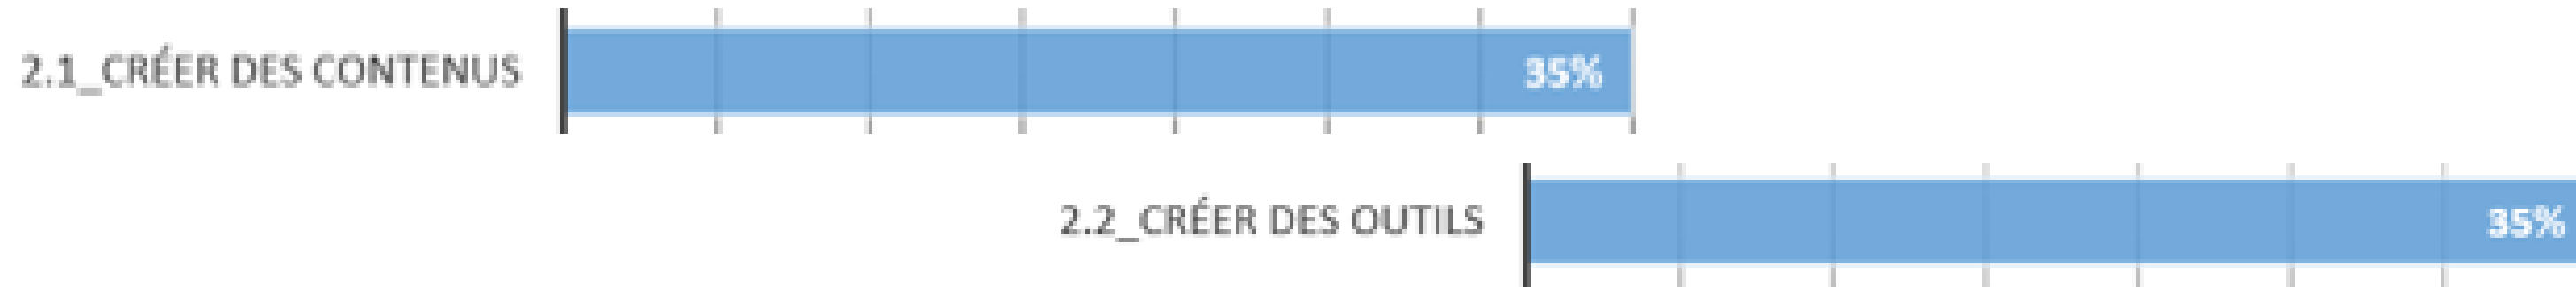 2.1_CRÉER DES CONTENUS 35%
2.2_CRÉER DES OUTILS 35%